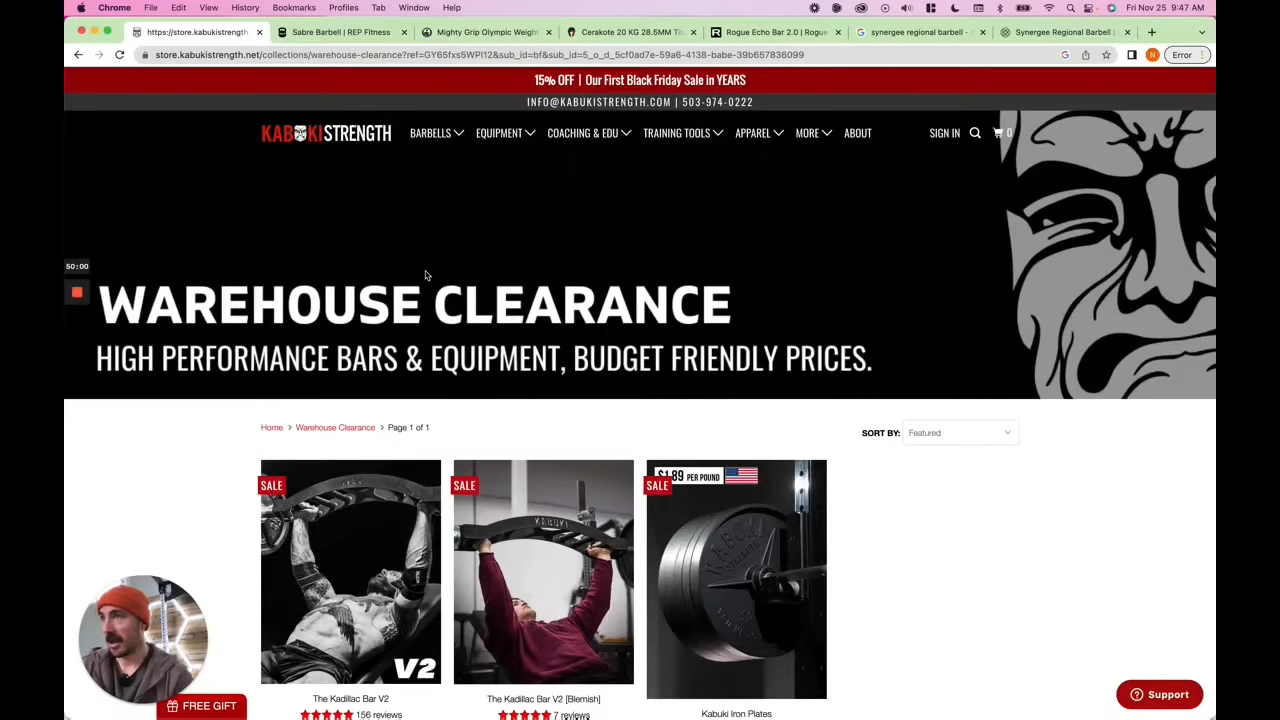 Chrome File Edit View History Bookmarks Profiles Tab Window Help Fri Nov 25 9:47 AM
https://store.kabukistrength Sabre Barbell | REP Fitness Mighty Grip Olympic Weight Cerakote 20 KG 28.5MM Ti Rogue Echo Bar 2.0 | Rogue synergee regional barbell - Synergee Regional Barbell |
store.kabukistrength.net/collections/warehouse-clearance?ref=GY65fxs5WPI12&sub_id=bf&sub_id=5_o_d_5cf0ad7e-59a6-4138-babe-39b657836099 N Error
15% OFF | Our First Black Friday Sale in YEARS
INFO@KABUKISTRENGTH.COM | 503-974-0222
KABUKISTRENGTH BARBELLS EQUIPMENT COACHING & EDU TRAINING TOOLS APPAREL MORE ABOUT SIGN IN 0
50:00
WAREHOUSE CLEARANCE
HIGH PERFORMANCE BARS & EQUIPMENT, BUDGET FRIENDLY PRICES.
Home > Warehouse Clearance > Page 1 of 1 SORT BY: Featured
$1.89 PER POUND
SALE SALE SALE
KABUKI KABUKI
STRENGTH
V2
The Kadillac Bar V2 The Kadillac Bar V2 [Blemish] Kabuki Iron Plates
156 reviews 7 reviews
FREE GIFT
Support